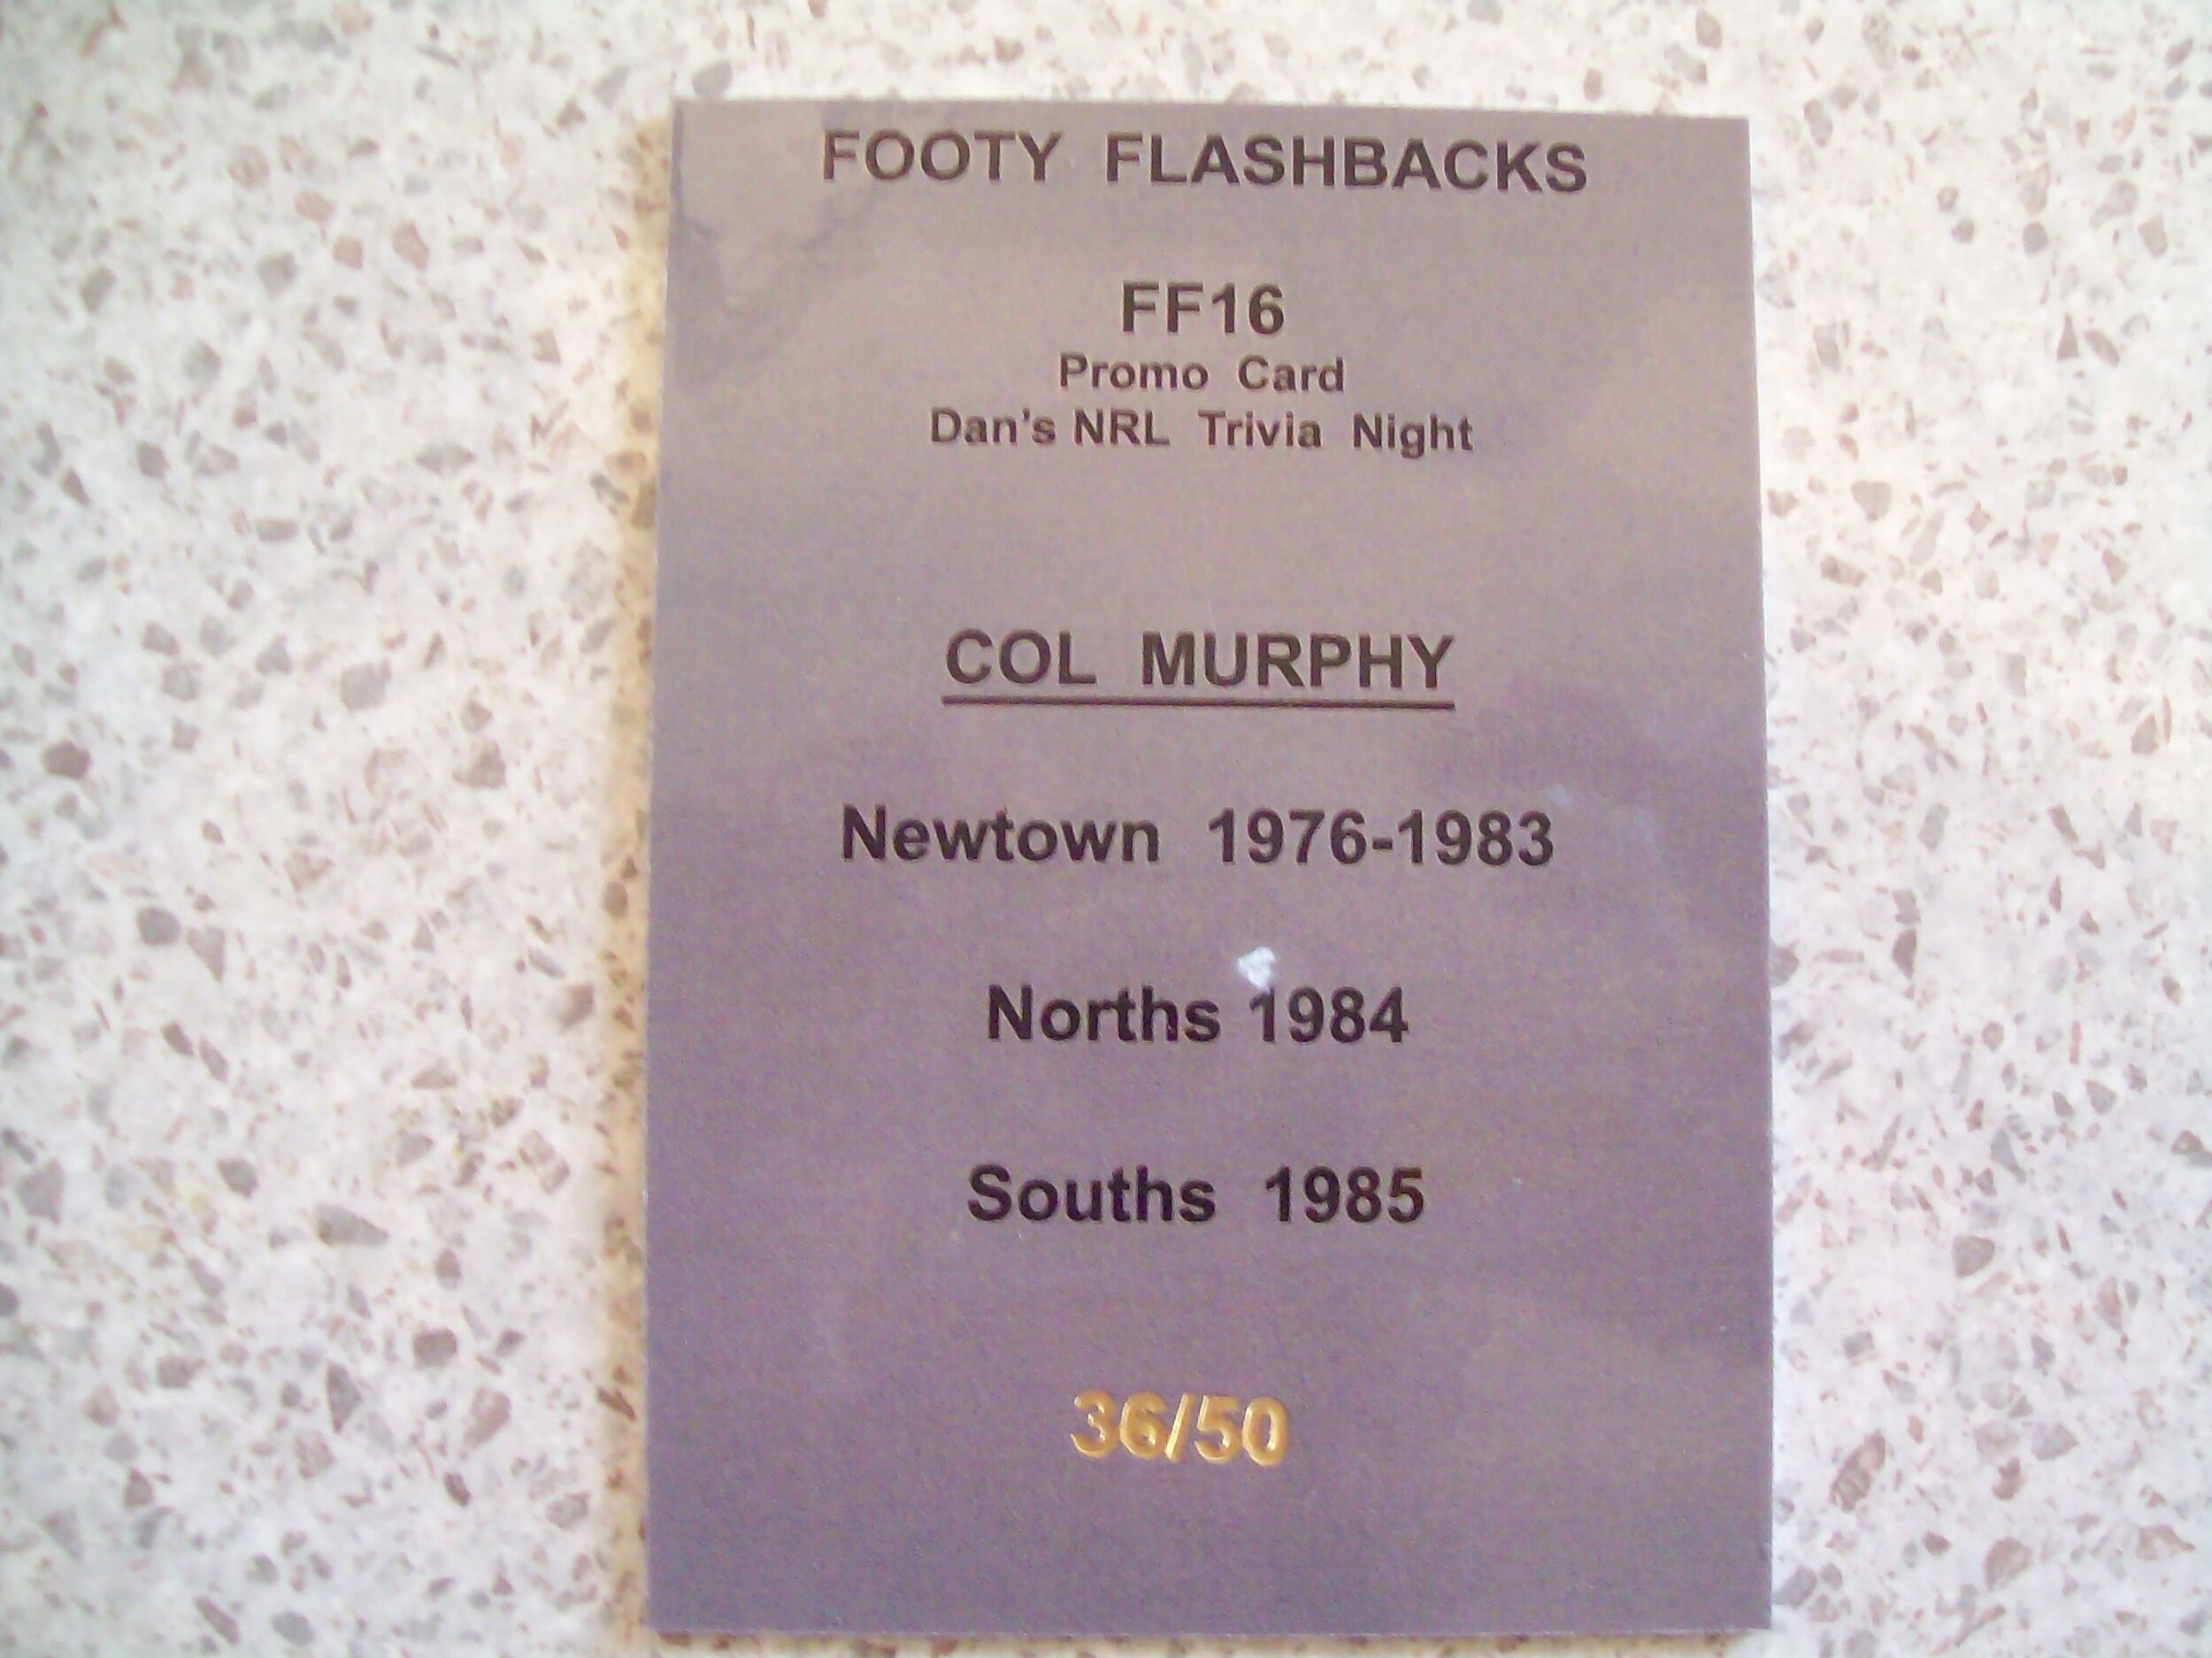 FOOTY FLASHBACKS
FF16
Promo Card
Dan's NRL Trivia Night
COL MURPHY
Newtown 1976-1983
Norths 1984
Souths 1985
36/50